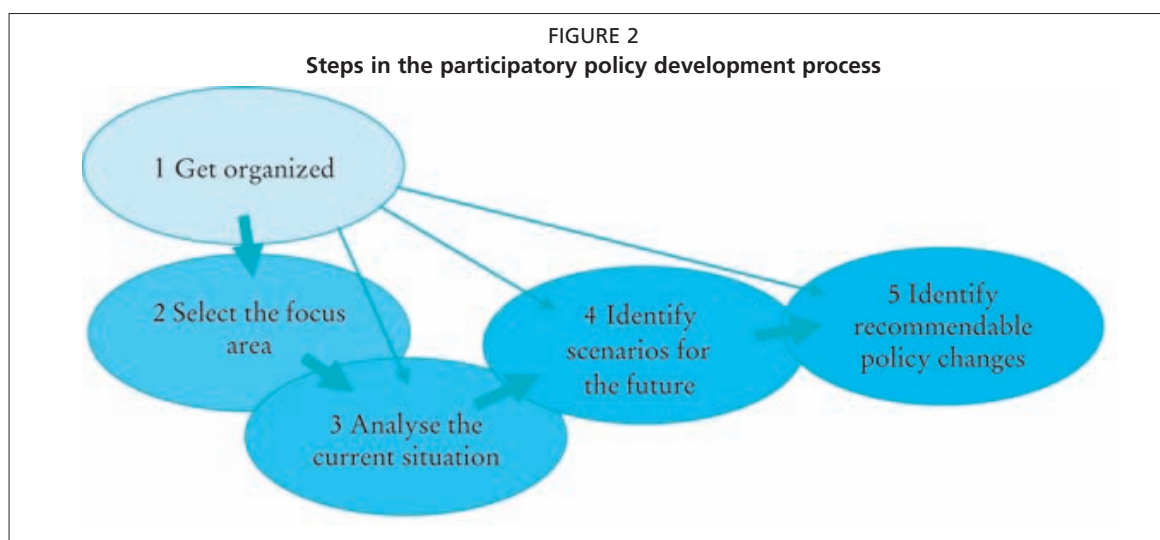 FIGURE 2
Steps in the participatory policy development process
1 Get organized
2 Select the focus
area
3 Analyse the
current situation
4 Identify
scenarios for
the future
5 Identify
recommendable
policy changes